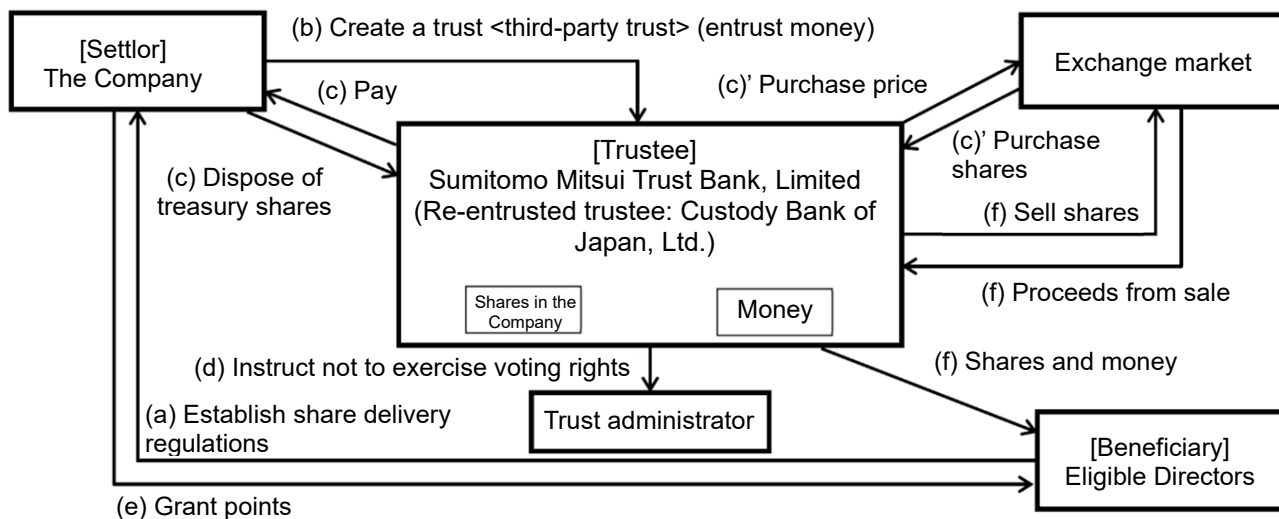 (b) Create a trust <third-party trust> (entrust money)
[Settlor]
The Company
Exchange market
(c) Pay
(c)’ Purchase price
(c)’ Purchase
shares
(c) Dispose of
treasury shares
[Trustee]
Sumitomo Mitsui Trust Bank, Limited
(Re-entrusted trustee: Custody Bank of
Japan, Ltd.)
(f) Sell shares
(f) Proceeds from sale
Shares in the
Company
Money
(d) Instruct not to exercise voting rights
(f) Shares and money
Trust administrator
(a) Establish share delivery
regulations
[Beneficiary]
Eligible Directors
(e) Grant points